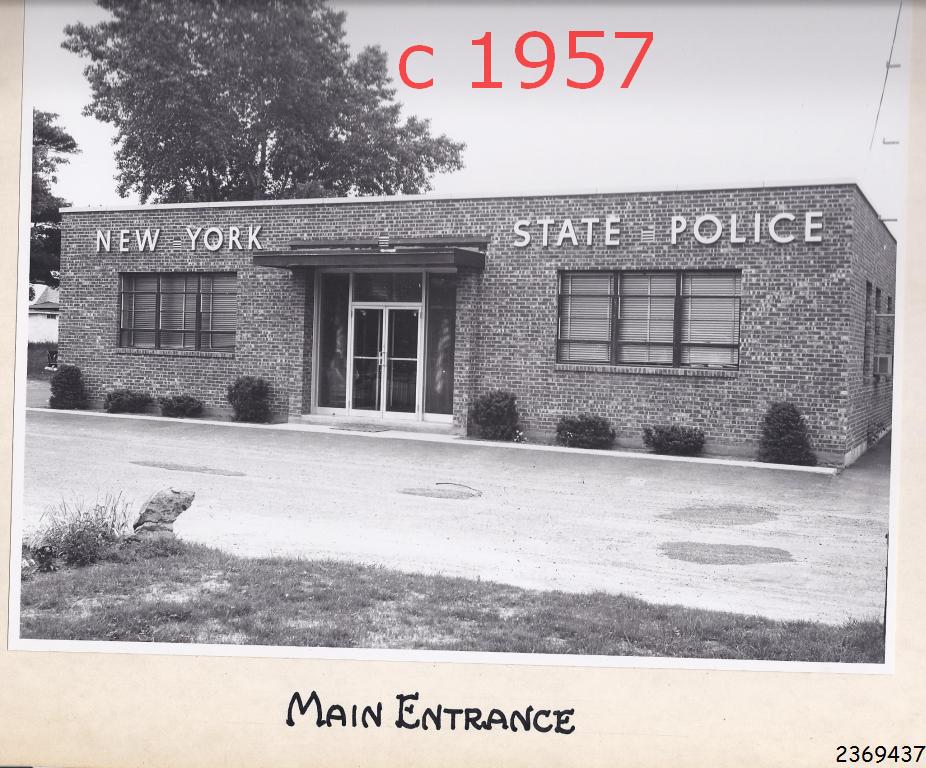 c 1957
NEW YORK STATE POLICE
MAIN ENTRANCE
2369437